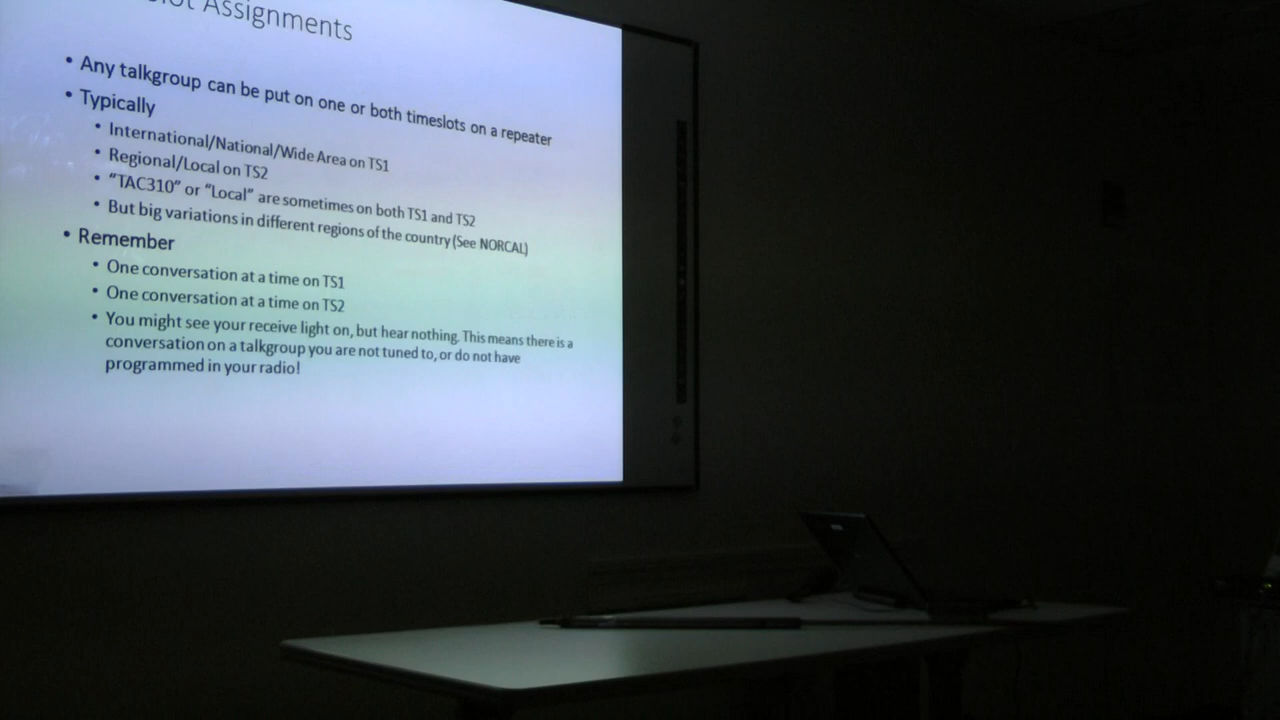 Assignments
• Any talkgroup can be put on one or both timeslots on a repeater
• Typically
• International/National/Wide Area on TS1
• Regional/Local on TS2
• “TAC310” or “Local” are sometimes on both TS1 and TS2
• But big variations in different regions of the country (See NORCAL)
• Remember
• One conversation at a time on TS1
• One conversation at a time on TS2
• You might see your receive light on, but hear nothing. This means there is a
conversation on a talkgroup you are not tuned to, or do not have
programmed in your radio!